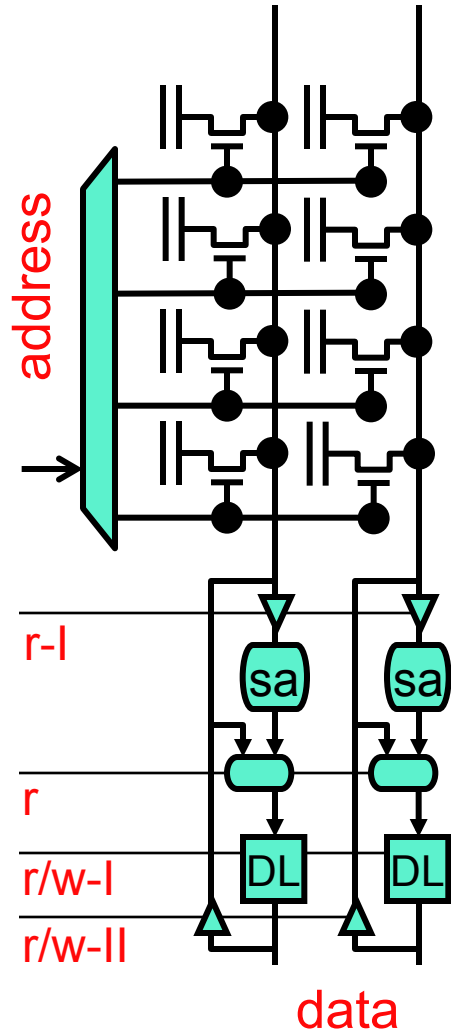 address
r-I
sa sa
r
DL DL
r/w-I
r/w-II
data